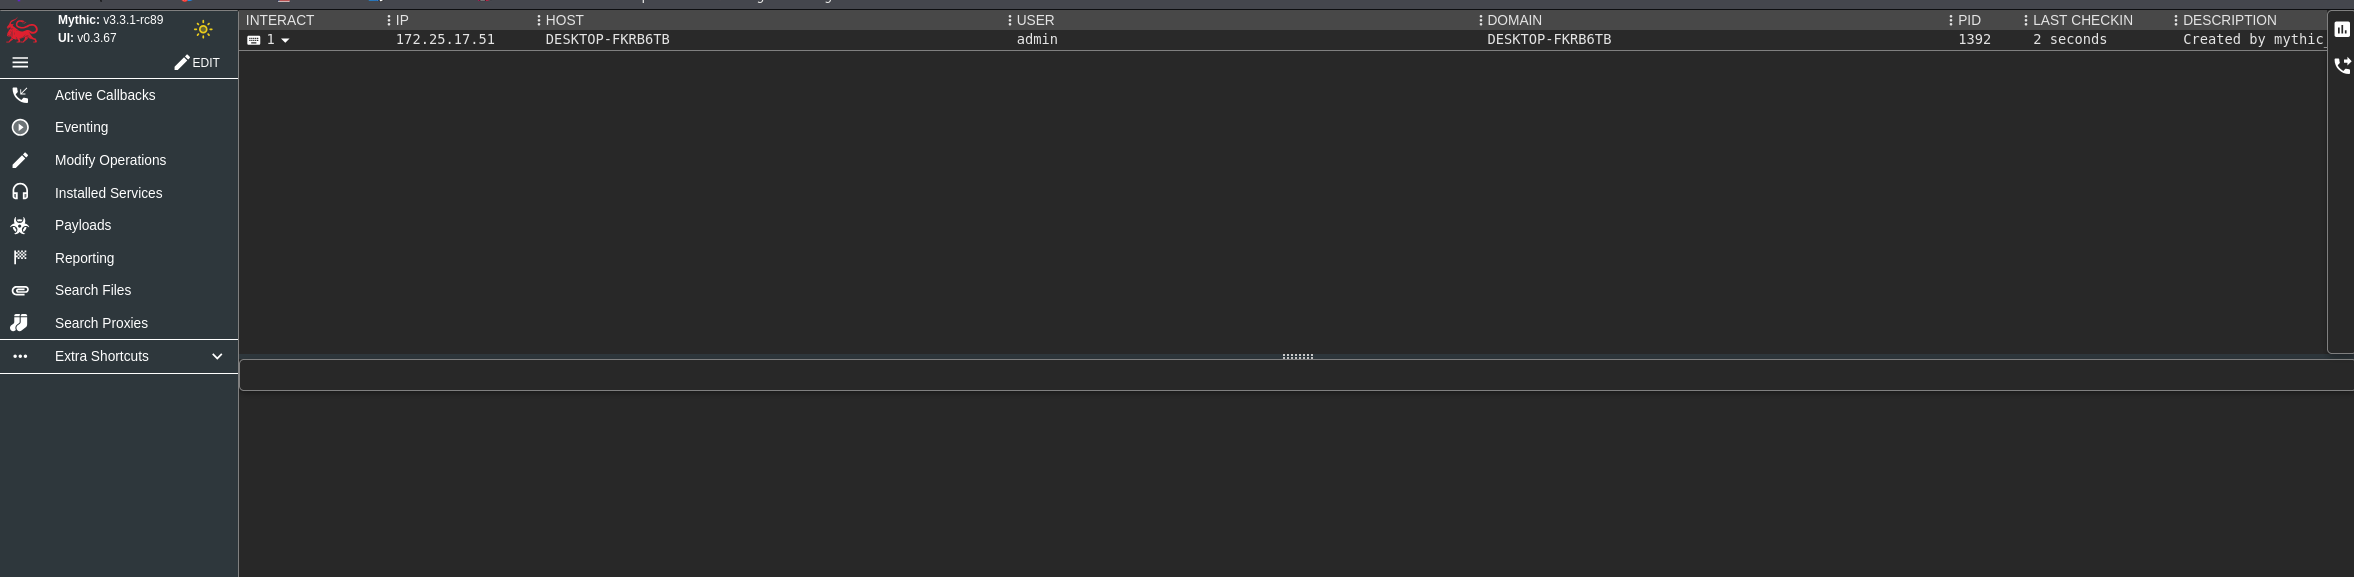 Mythic: v3.3.1-rc89
UI: v0.3.67
EDIT
Active Callbacks
Eventing
Modify Operations
Installed Services
Payloads
Reporting
Search Files
Search Proxies
Extra Shortcuts
INTERACT IP HOST USER DOMAIN PID LAST CHECKIN DESCRIPTION
1 172.25.17.51 DESKTOP-FKRB6TB admin DESKTOP-FKRB6TB 1392 2 seconds Created by mythic_